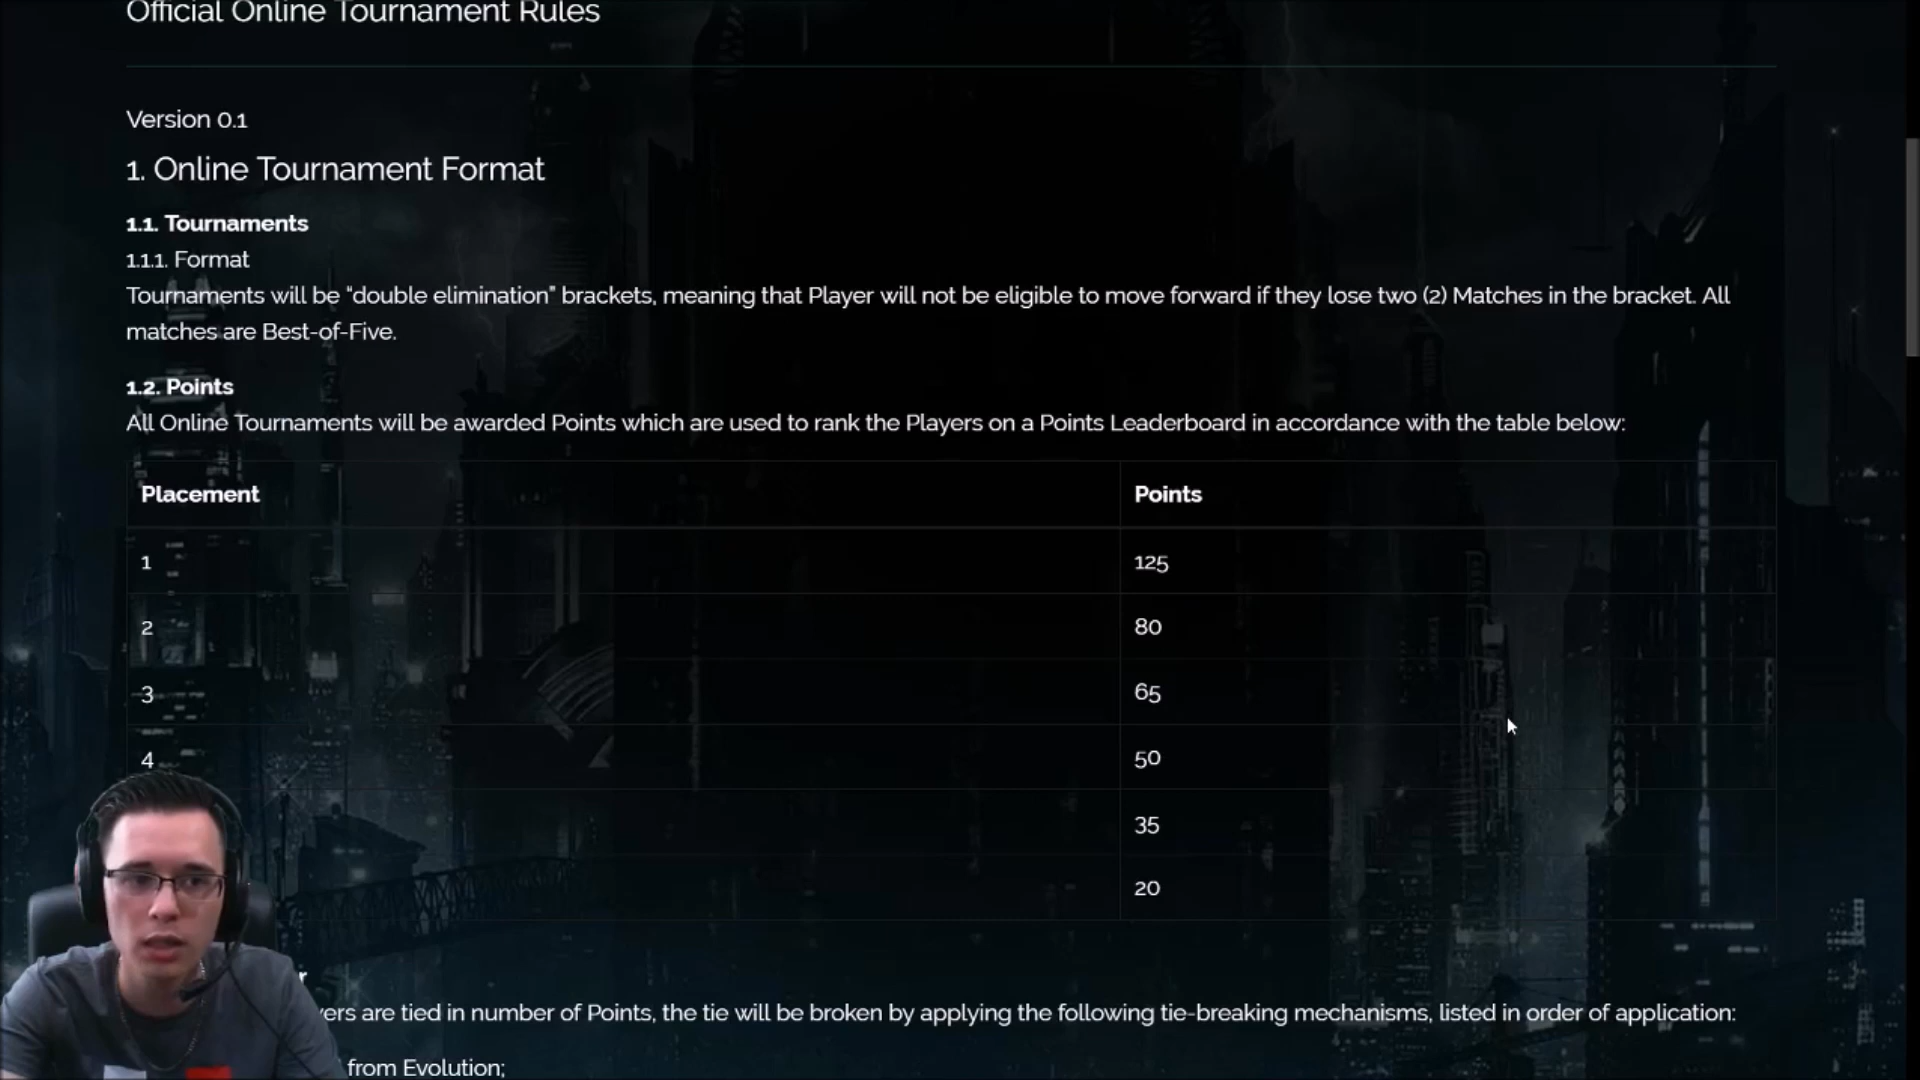 Official Online Tournament Rules
Version 0.1
1. Online Tournament Format
1.1. Tournaments
1.1.1. Format
Tournaments will be “double elimination” brackets, meaning that Player will not be eligible to move forward if they lose two (2) Matches in the bracket. All
matches are Best-of-Five.
1.2. Points
All Online Tournaments will be awarded Points which are used to rank the Players on a Points Leaderboard in accordance with the table below:
Placement Points
1 125
2 80
3 65
4 50
35
20
are tied in number of Points, the tie will be broken by applying the following tie-breaking mechanisms, listed in order of application:
from Evolution;